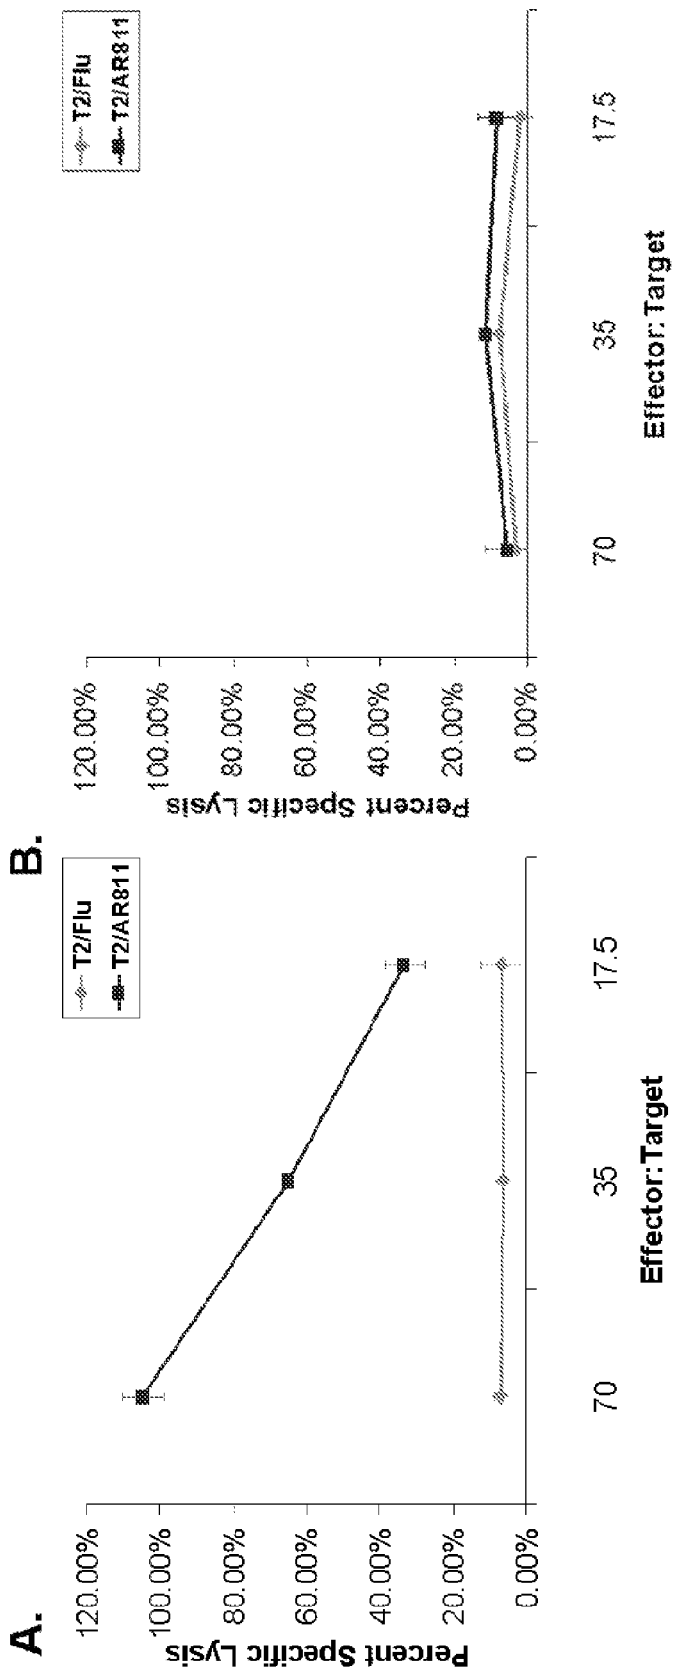 A.
T2/Flu
T2/AR811
120.00%
100.00%
80.00%
60.00%
40.00%
20.00%
0.00%
Percent Specific Lysis
70
35
17.5
Effector:Target
B.
T2/Flu
T2/AR811
120.00%
100.00%
80.00%
60.00%
40.00%
20.00%
0.00%
Percent Specific Lysis
70
35
17.5
Effector:Target